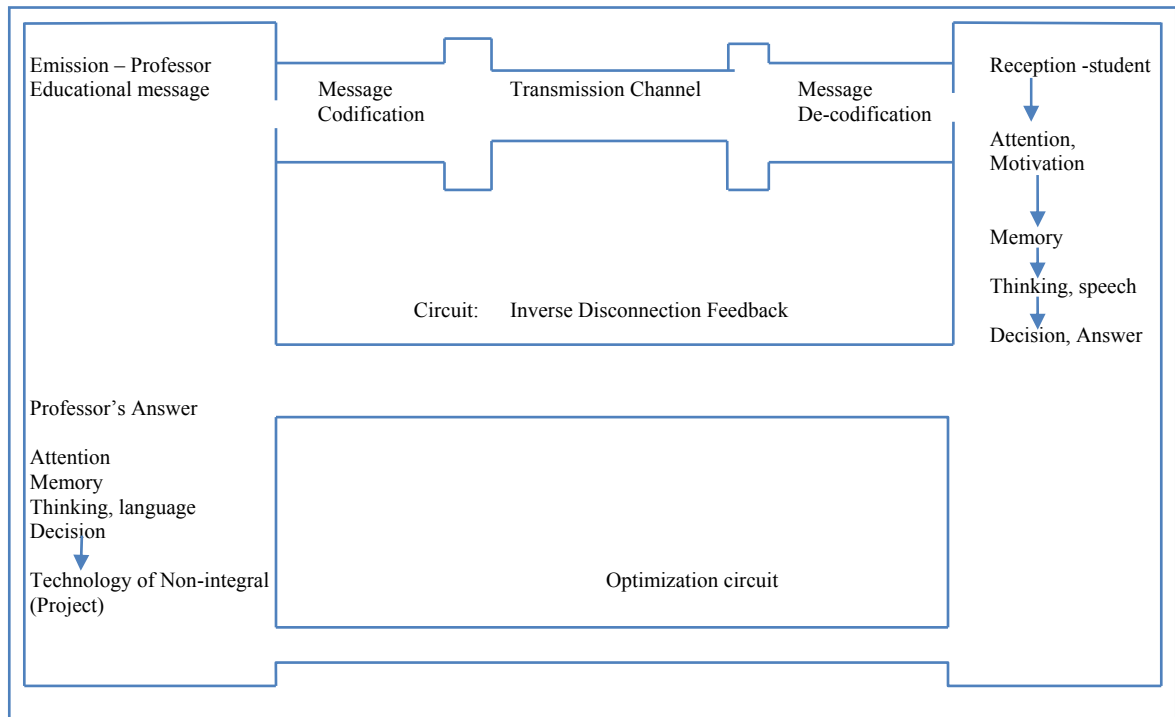 Emission – Professor
Educational message
Message
Codification
Transmission Channel
Message
De-codification
Reception -student
Attention,
Motivation
Memory
Thinking, speech
Decision, Answer
Circuit: Inverse Disconnection Feedback
Professor’s Answer
Attention
Memory
Thinking, language
Decision
Technology of Non-integral
(Project)
Optimization circuit